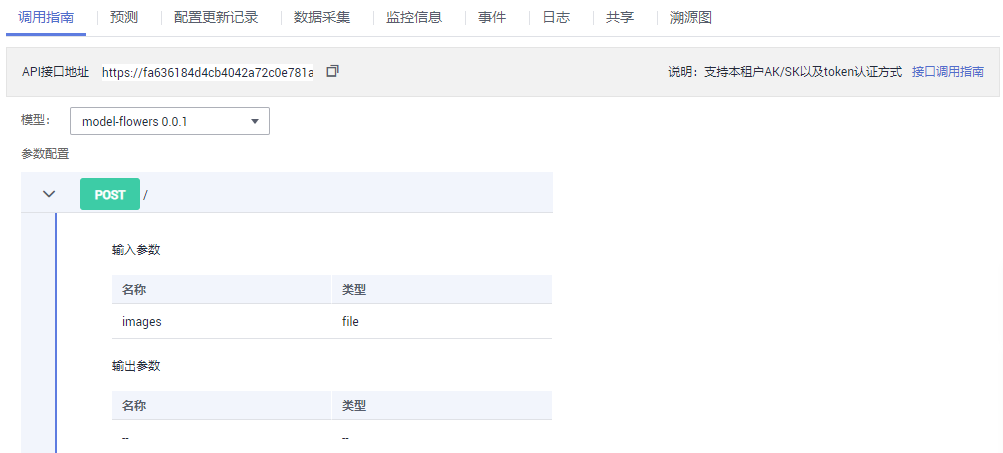 调用指南 预测 配置更新记录 数据采集 监控信息 事件 日志 共享 溯源图
API接口地址 https://fa636184d4cb4042a72c0e781a 说明：支持本租户AK/SK以及token认证方式 接口调用指南
模型： model-flowers 0.0.1
参数配置
POST /
输入参数
名称 类型
images file
输出参数
名称 类型
-- --